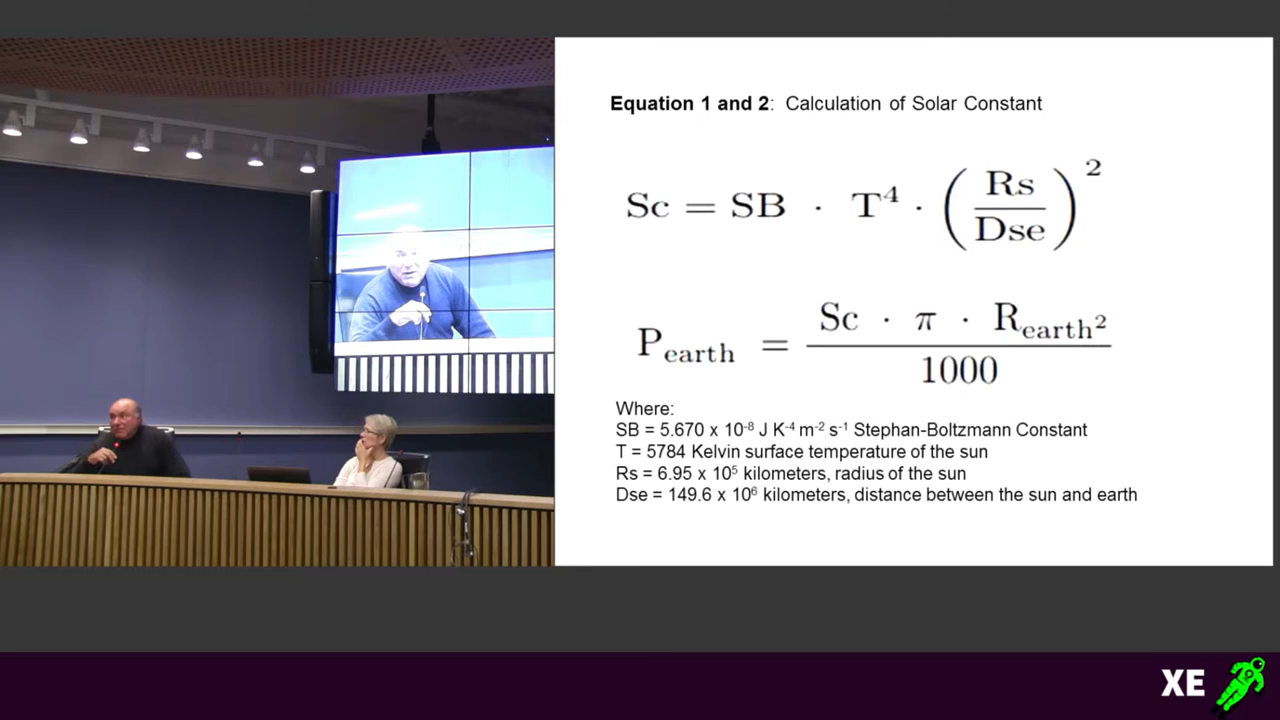 Equation 1 and 2: Calculation of Solar Constant
Sc = SB · T⁴ · (Rs/Dse)²
P_earth = Sc · π · R_earth² / 1000
Where:
SB = 5.670 x 10⁻⁸ J K⁻⁴ m⁻² s⁻¹ Stephan-Boltzmann Constant
T = 5784 Kelvin surface temperature of the sun
Rs = 6.95 x 10⁵ kilometers, radius of the sun
Dse = 149.6 x 10⁶ kilometers, distance between the sun and earth
XE